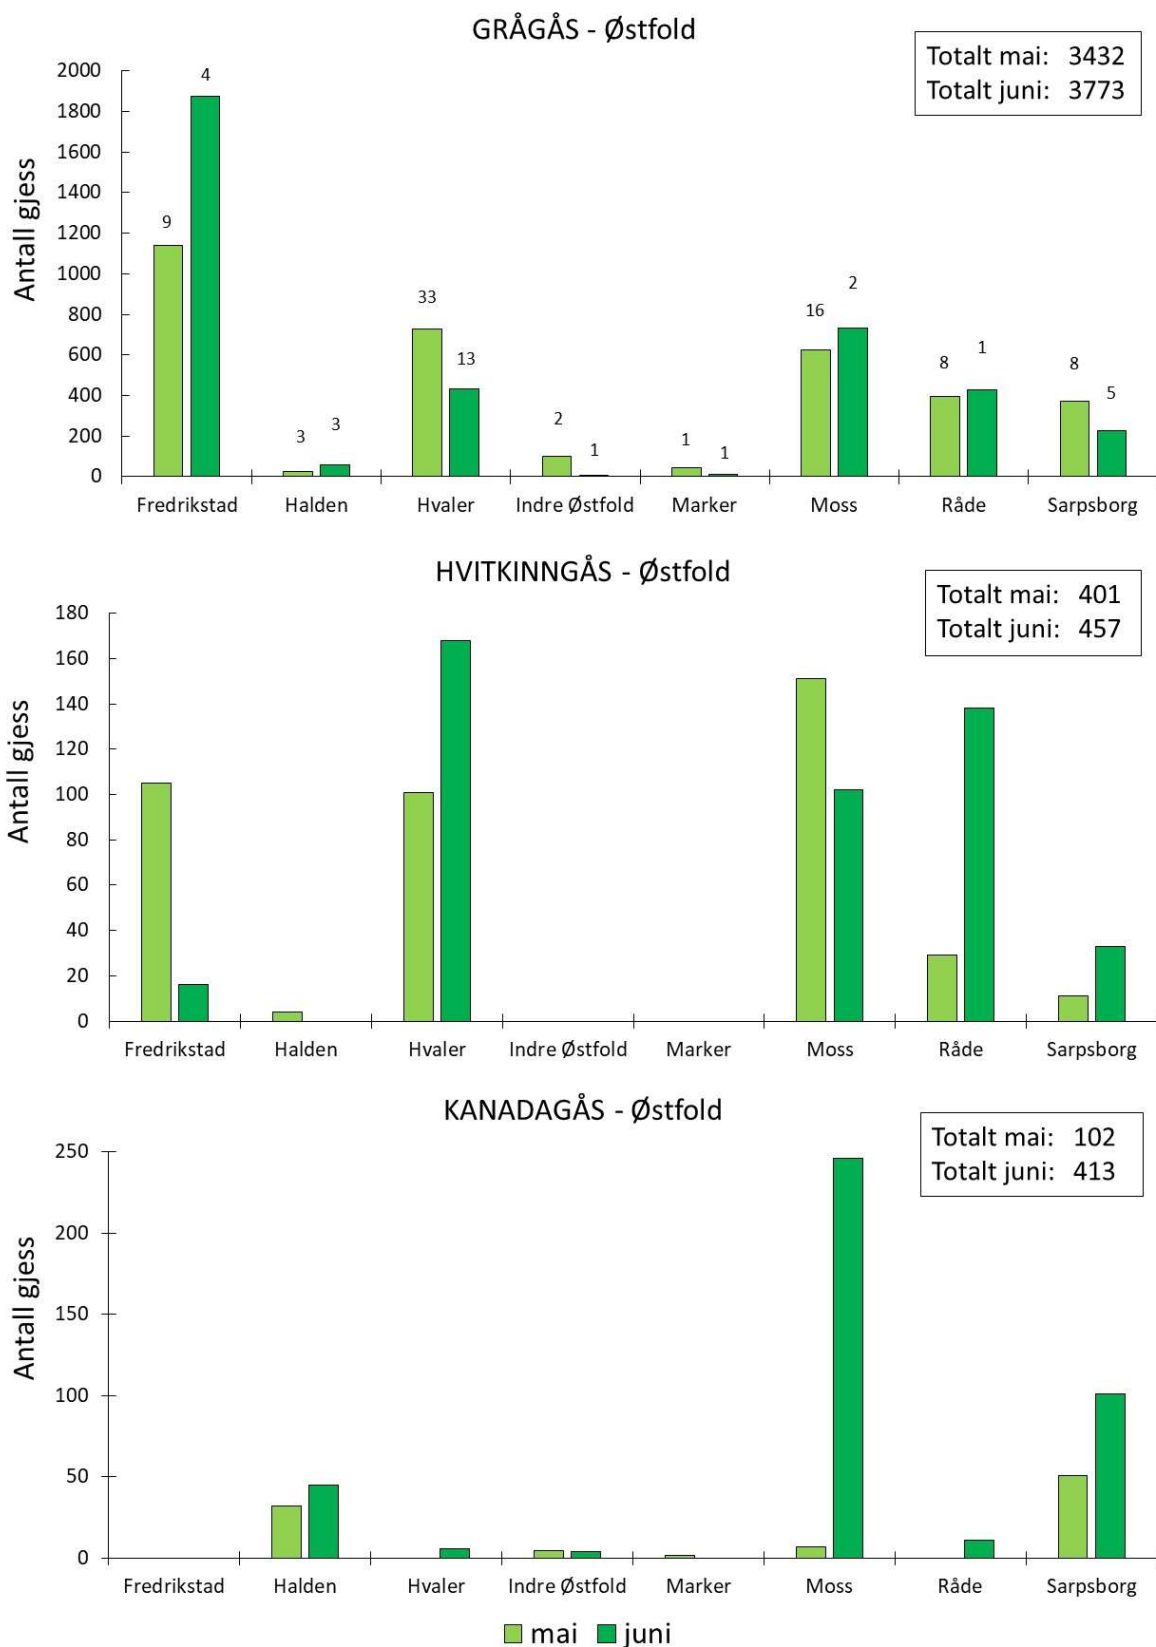 GRÅGÅS - Østfold
Totalt mai: 3432
Totalt juni: 3773
Antall gjess
2000
1800
1600
1400
1200
1000
800
600
400
200
0
9 4
3 3
33 13
2 1
1 1
16 2
8 1
8 5
Fredrikstad Halden Hvaler Indre Østfold Marker Moss Råde Sarpsborg
HVITKINNGÅS - Østfold
Totalt mai: 401
Totalt juni: 457
Antall gjess
180
160
140
120
100
80
60
40
20
0
Fredrikstad Halden Hvaler Indre Østfold Marker Moss Råde Sarpsborg
KANADAGÅS - Østfold
Totalt mai: 102
Totalt juni: 413
Antall gjess
250
200
150
100
50
0
Fredrikstad Halden Hvaler Indre Østfold Marker Moss Råde Sarpsborg
mai juni